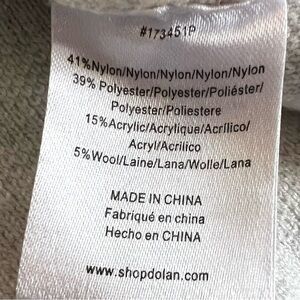 #173451P
41%Nylon/Nylon/Nylon/Nylon/Nylon
39% Polyester/Polyester/Poliéster/
Polyester/Poliestere
15%Acrylic/Acrylique/Acrílico/
Acryl/Acrilico
5%Wool/Laine/Lana/Wolle/Lana
MADE IN CHINA
Fabriqué en china
Hecho en CHINA
www.shopdolan.com